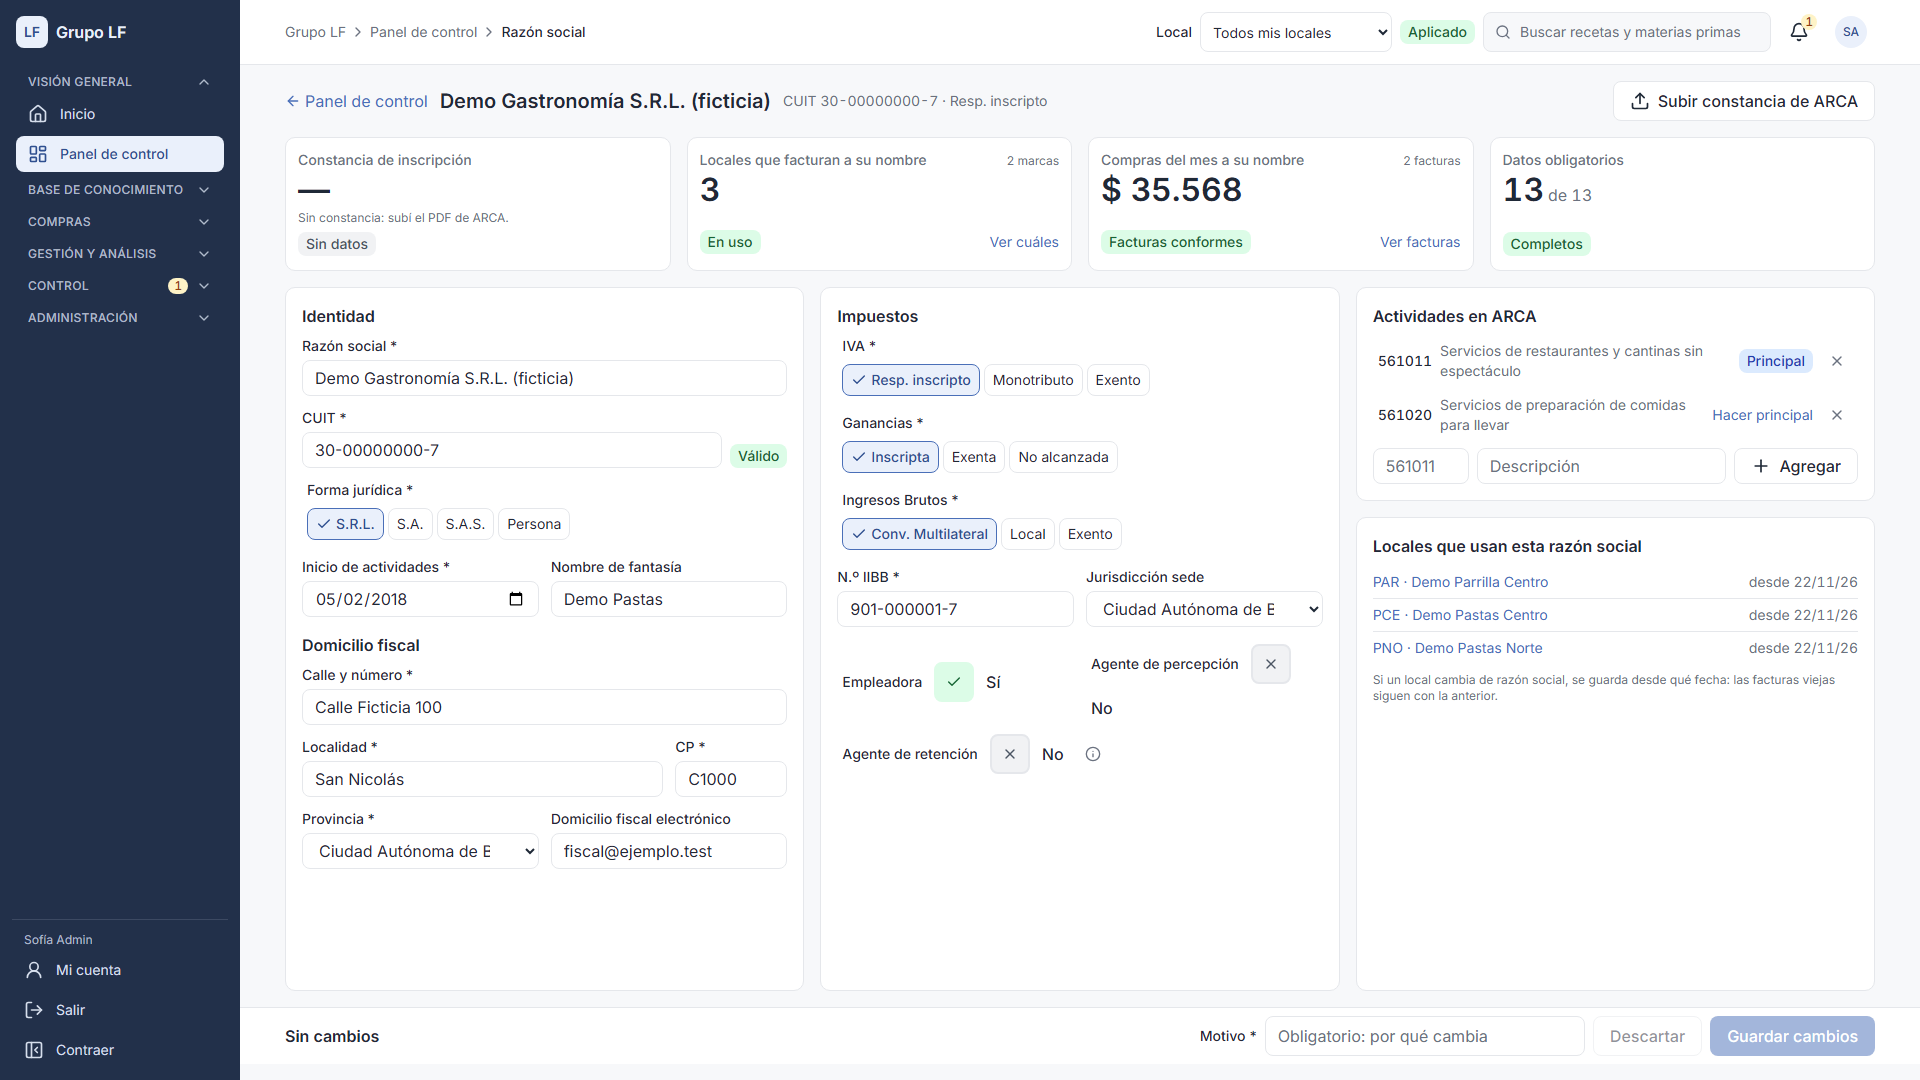 LF Grupo LF
VISIÓN GENERAL
Inicio
Panel de control
BASE DE CONOCIMIENTO
COMPRAS
GESTIÓN Y ANÁLISIS
CONTROL 1
ADMINISTRACIÓN
Sofía Admin
Mi cuenta
Salir
Contraer
Grupo LF > Panel de control > Razón social
Local Todos mis locales Aplicado Buscar recetas y materias primas 1 SA
← Panel de control Demo Gastronomía S.R.L. (ficticia) CUIT 30-00000000-7 · Resp. inscripto
Subir constancia de ARCA
Constancia de inscripción
—
Sin constancia: subí el PDF de ARCA.
Sin datos
Locales que facturan a su nombre 2 marcas
3
En uso Ver cuáles
Compras del mes a su nombre 2 facturas
$ 35.568
Facturas conformes Ver facturas
Datos obligatorios
13 de 13
Completos
Identidad
Razón social *
Demo Gastronomía S.R.L. (ficticia)
CUIT *
30-00000000-7 Válido
Forma jurídica *
S.R.L. S.A. S.A.S. Persona
Inicio de actividades * Nombre de fantasía
05/02/2018 Demo Pastas
Domicilio fiscal
Calle y número *
Calle Ficticia 100
Localidad * CP *
San Nicolás C1000
Provincia * Domicilio fiscal electrónico
Ciudad Autónoma de E fiscal@ejemplo.test
Impuestos
IVA *
Resp. inscripto Monotributo Exento
Ganancias *
Inscripta Exenta No alcanzada
Ingresos Brutos *
Conv. Multilateral Local Exento
N.º IIBB * Jurisdicción sede
901-000001-7 Ciudad Autónoma de E
Empleadora Sí
Agente de percepción
No
Agente de retención No
Actividades en ARCA
561011 Servicios de restaurantes y cantinas sin espectáculo Principal
561020 Servicios de preparación de comidas para llevar Hacer principal
561011 Descripción + Agregar
Locales que usan esta razón social
PAR · Demo Parrilla Centro desde 22/11/26
PCE · Demo Pastas Centro desde 22/11/26
PNO · Demo Pastas Norte desde 22/11/26
Si un local cambia de razón social, se guarda desde qué fecha: las facturas viejas
siguen con la anterior.
Sin cambios
Motivo * Obligatorio: por qué cambia Descartar Guardar cambios